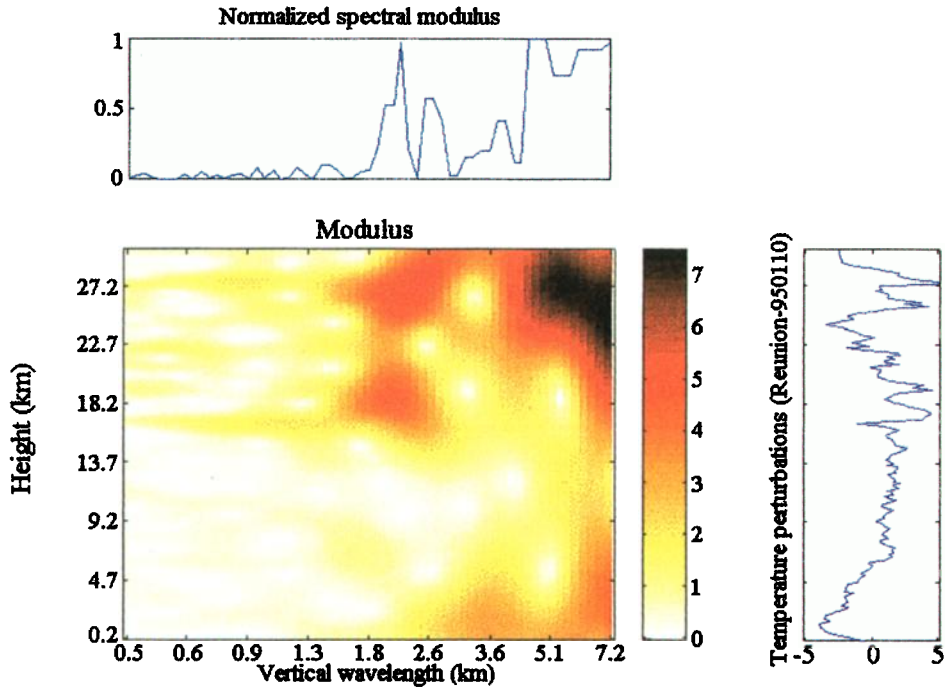 Normalized spectral modulus
1
0.5
0
Modulus
27.2
22.7
18.2
13.7
9.2
4.7
0.2
Height (km)
0.5 0.6 0.9 1.3 1.8 2.6 3.6 5.1 7.2
Vertical wavelength (km)
7
6
5
4
3
2
1
0
Temperature perturbations (Reunion-950110)
-5 0 5